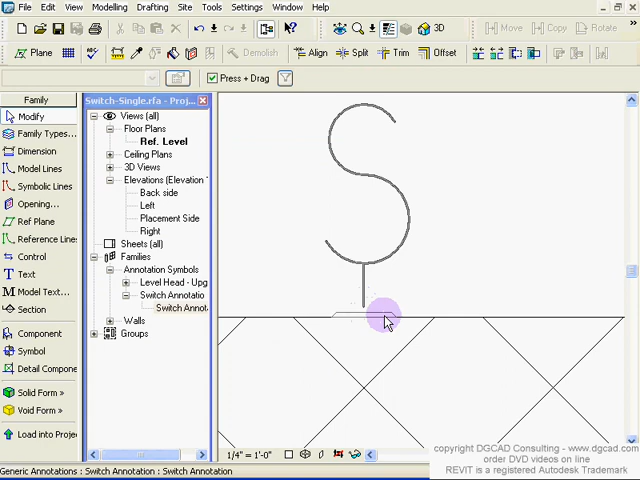 File Edit View Modelling Drafting Site Tools Settings Window Help
Move Copy Rotate
3D
Plane Demolish Align Split Trim Offset
Press + Drag
Family
Modify
Family Types...
Dimension
Model Lines
Symbolic Lines
Opening...
Ref Plane
Reference Lines
Control
Text
Model Text...
Section
Component
Symbol
Detail Compone
Solid Form »
Void Form »
Load into Proje
Switch-Single.rfa - Proj...
Views (all)
Floor Plans
Ref. Level
Ceiling Plans
3D Views
Elevations (Elevation
Back side
Left
Placement Side
Right
Sheets (all)
Families
Annotation Symbols
Level Head - Upg
Switch Annotatio
Switch Annot
Walls
Groups
S
1/4" = 1'-0"
Generic Annotations : Switch Annotation : Switch Annotation
copyright DGCAD Consulting - www.dgcad.com
order DVD videos on line
REVIT is a registered Autodesk Trademark